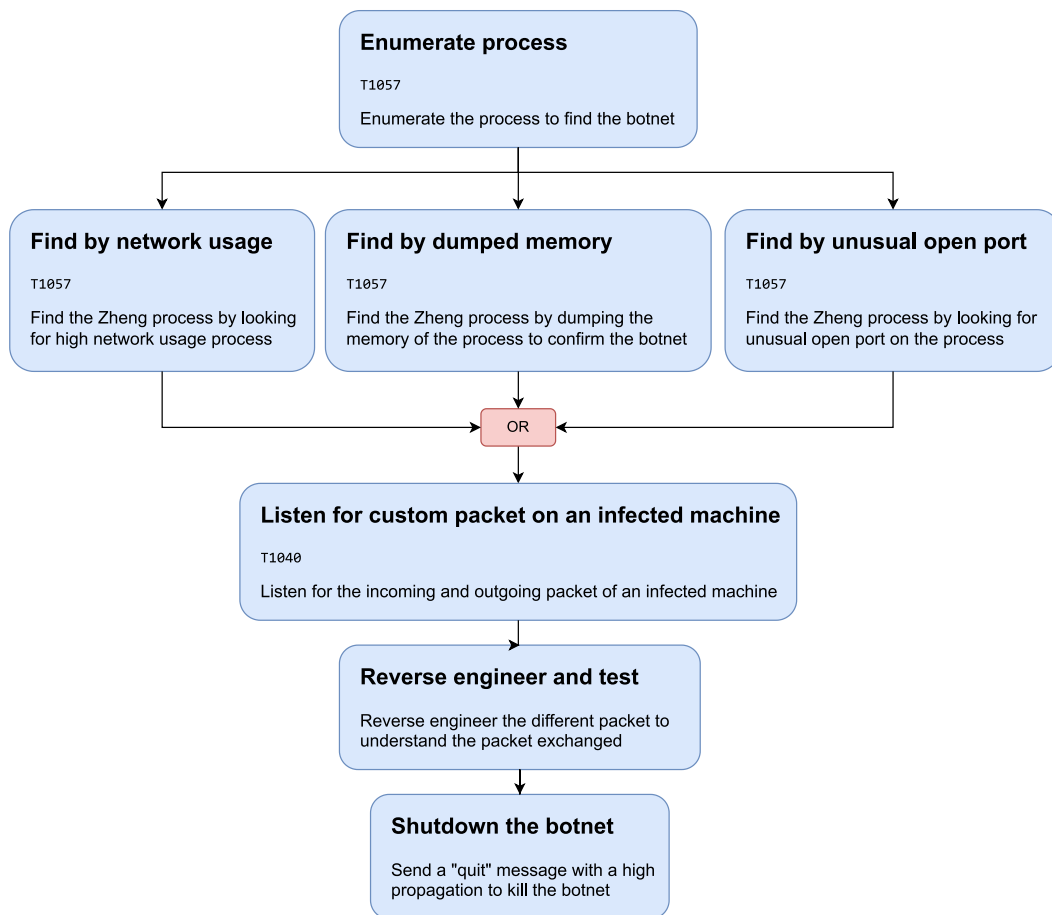 Enumerate process
T1057
Enumerate the process to find the botnet
Find by network usage
T1057
Find the Zheng process by looking
for high network usage process
Find by dumped memory
T1057
Find the Zheng process by dumping the
memory of the process to confirm the botnet
Find by unusual open port
T1057
Find the Zheng process by looking for
unusual open port on the process
OR
Listen for custom packet on an infected machine
T1040
Listen for the incoming and outgoing packet of an infected machine
Reverse engineer and test
Reverse engineer the different packet to
understand the packet exchanged
Shutdown the botnet
Send a "quit" message with a high
propagation to kill the botnet